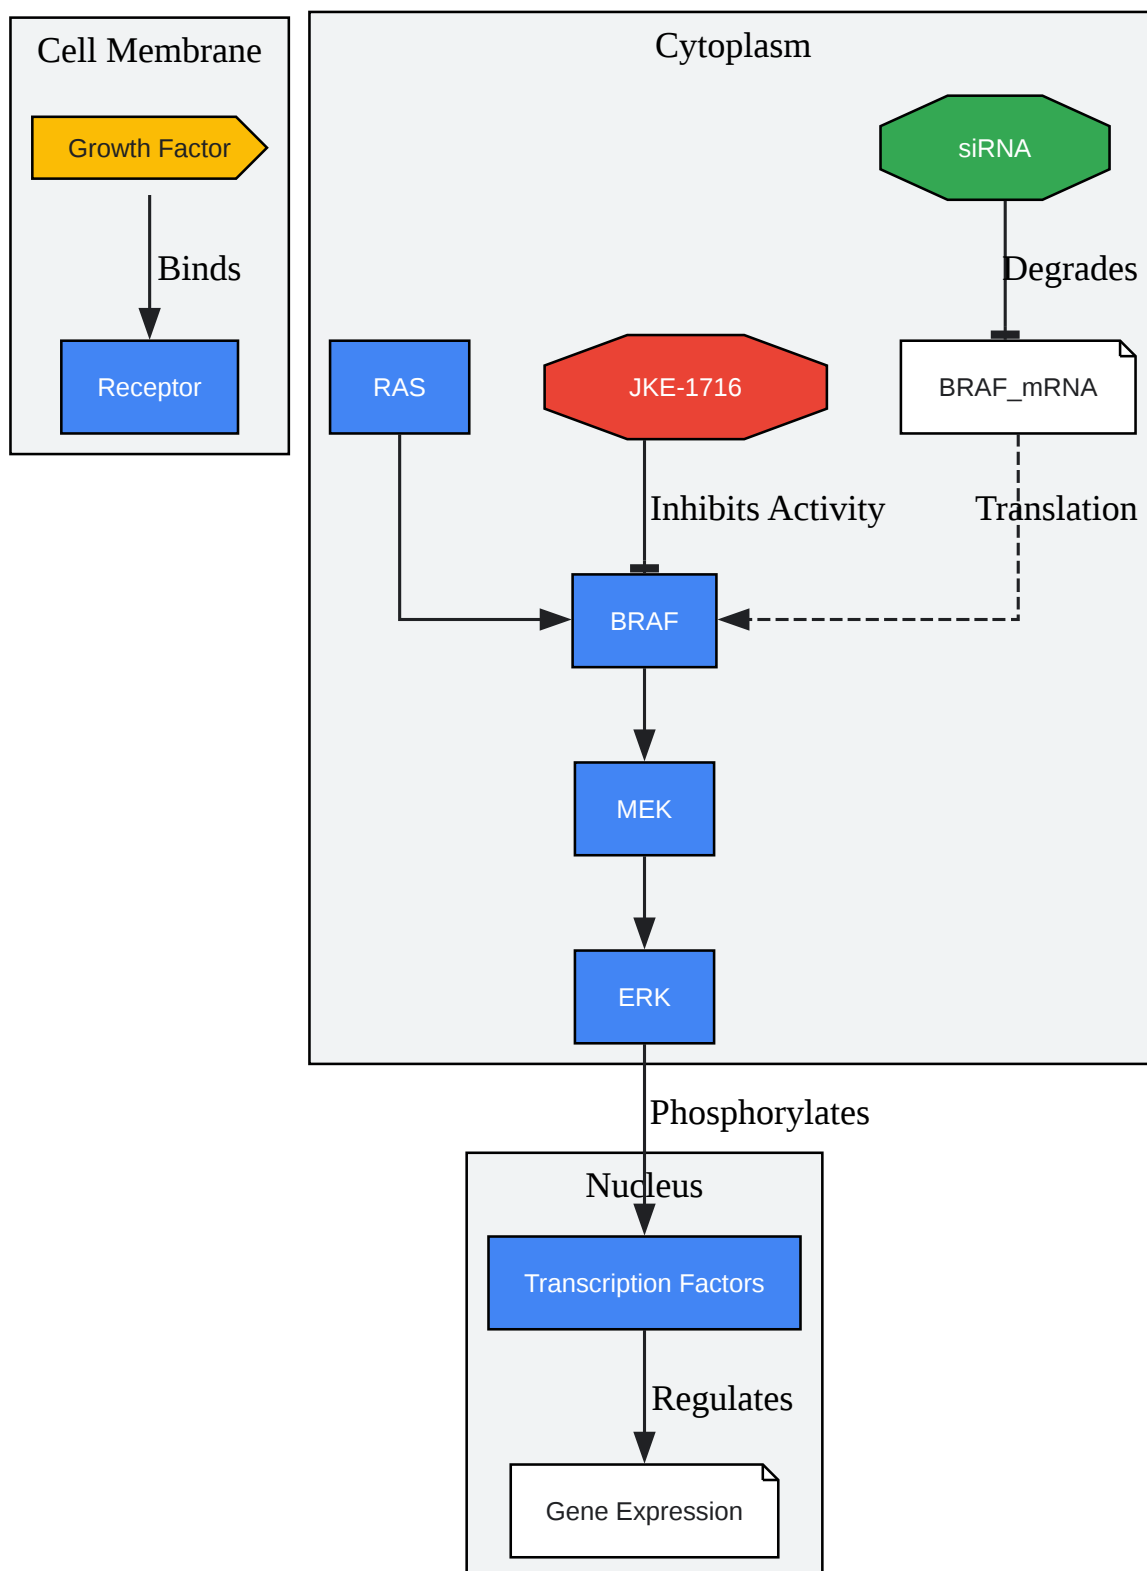 Cell Membrane
Growth Factor
Binds
Receptor
Cytoplasm
siRNA
Degrades
RAS
JKE-1716
BRAF_mRNA
Inhibits Activity
Translation
BRAF
MEK
ERK
Phosphorylates
Nucleus
Transcription Factors
Regulates
Gene Expression